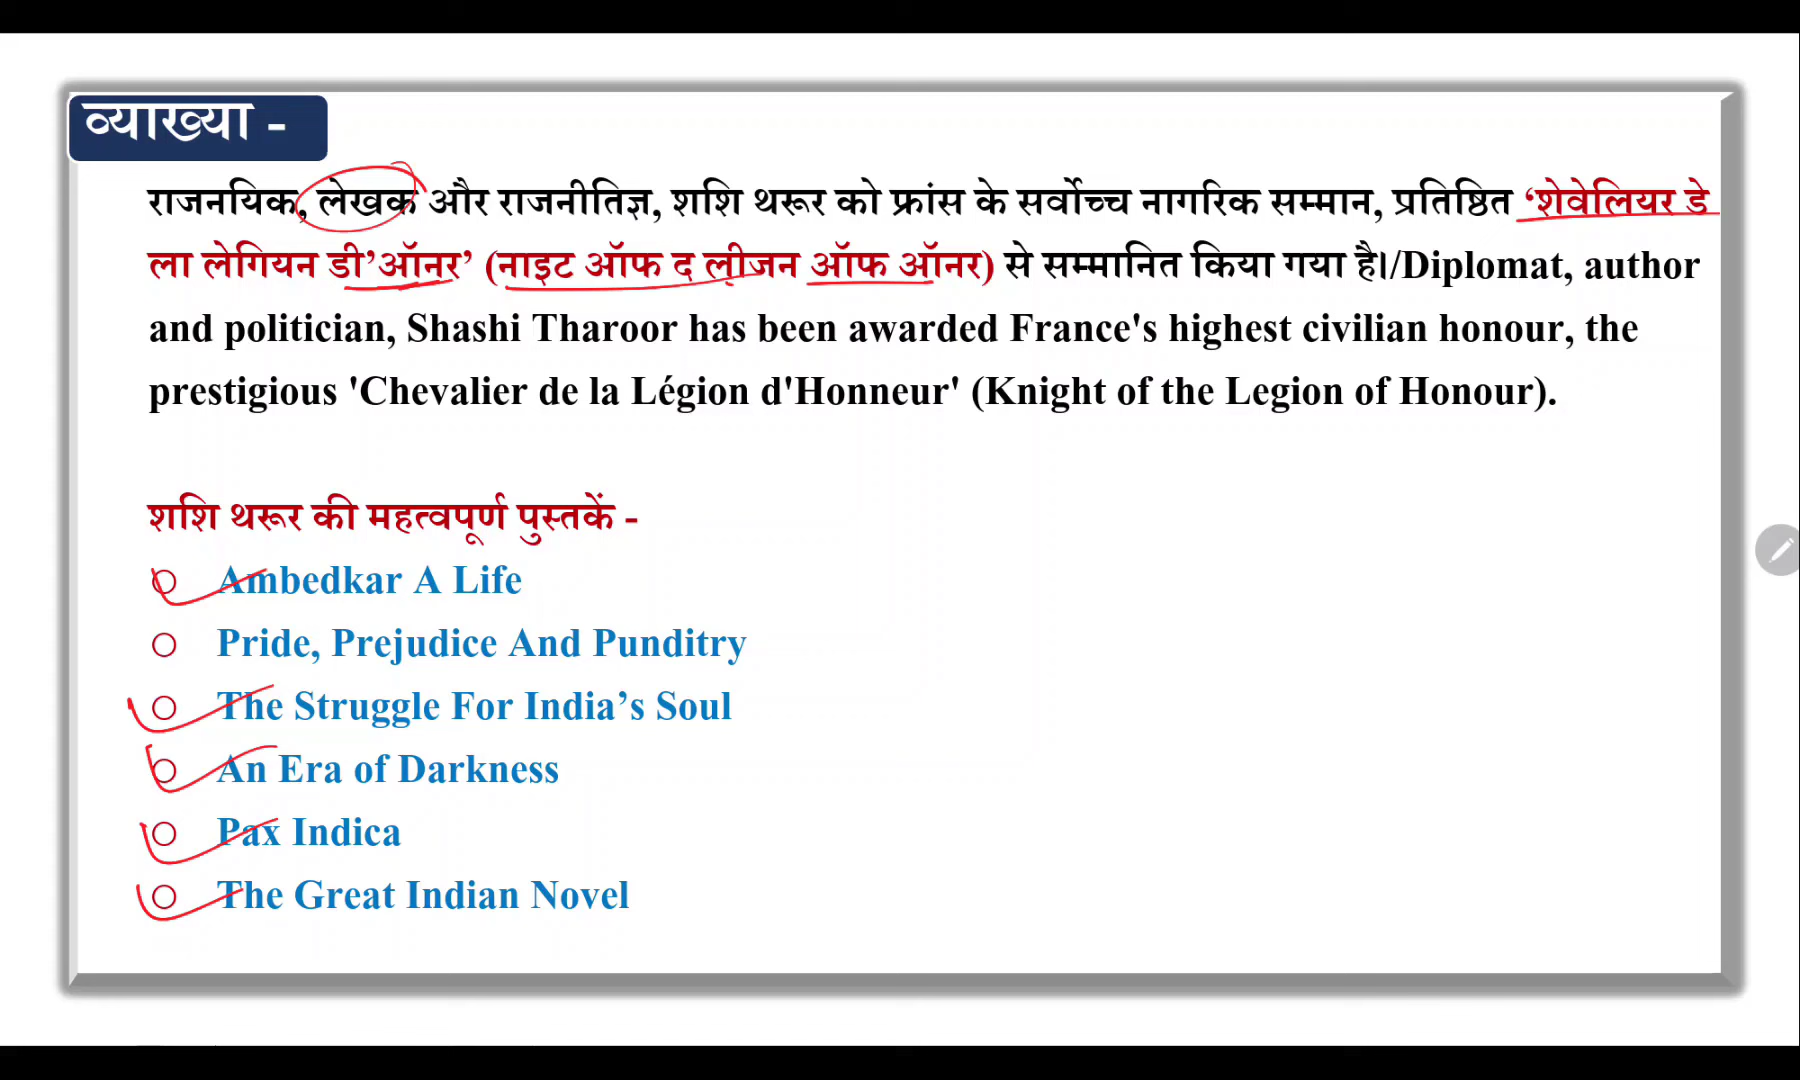 व्याख्या -
राजनयिक, लेखक और राजनीतिज्ञ, शशि थरूर को फ्रांस के सर्वोच्च नागरिक सम्मान, प्रतिष्ठित ‘शेवेलियर डे
ला लेगियन डी’ऑनर’ (नाइट ऑफ द लीजन ऑफ ऑनर) से सम्मानित किया गया है।/Diplomat, author
and politician, Shashi Tharoor has been awarded France's highest civilian honour, the
prestigious 'Chevalier de la Légion d'Honneur' (Knight of the Legion of Honour).
शशि थरूर की महत्वपूर्ण पुस्तकें -
Ambedkar A Life
Pride, Prejudice And Punditry
The Struggle For India’s Soul
An Era of Darkness
Pax Indica
The Great Indian Novel